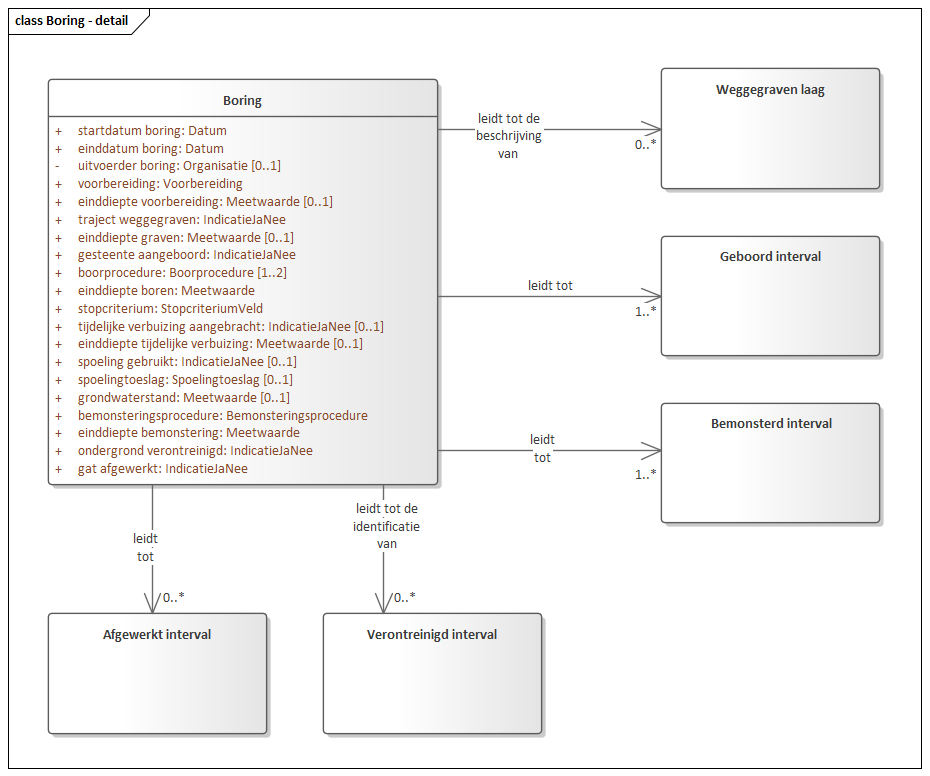 class Boring - detail
Boring
+ startdatum boring: Datum
+ einddatum boring: Datum
- uitvoerder boring: Organisatie [0..1]
+ voorbereiding: Voorbereiding
+ einddiepte voorbereiding: Meetwaarde [0..1]
+ traject weggegraven: IndicatieJaNee
+ einddiepte graven: Meetwaarde [0..1]
+ gesteente aangeboord: IndicatieJaNee
+ boorprocedure: Boorprocedure [1..2]
+ einddiepte boren: Meetwaarde
+ stopcriterium: StopcriteriumVeld
+ tijdelijke verbuizing aangebracht: IndicatieJaNee [0..1]
+ einddiepte tijdelijke verbuizing: Meetwaarde [0..1]
+ spoeling gebruikt: IndicatieJaNee [0..1]
+ spoelingtoeslag: Spoelingtoeslag [0..1]
+ grondwaterstand: Meetwaarde [0..1]
+ bemonsteringsprocedure: Bemonsteringsprocedure
+ einddiepte bemonstering: Meetwaarde
+ ondergrond verontreinigd: IndicatieJaNee
+ gat afgewerkt: IndicatieJaNee
leidt tot de
beschrijving
van
0..*
Weggegraven laag
leidt tot
1..*
Geboord interval
leidt
tot
1..*
Bemonsterd interval
leidt
tot
0..*
Afgewerkt interval
leidt tot de
identificatie
van
0..*
Verontreinigd interval